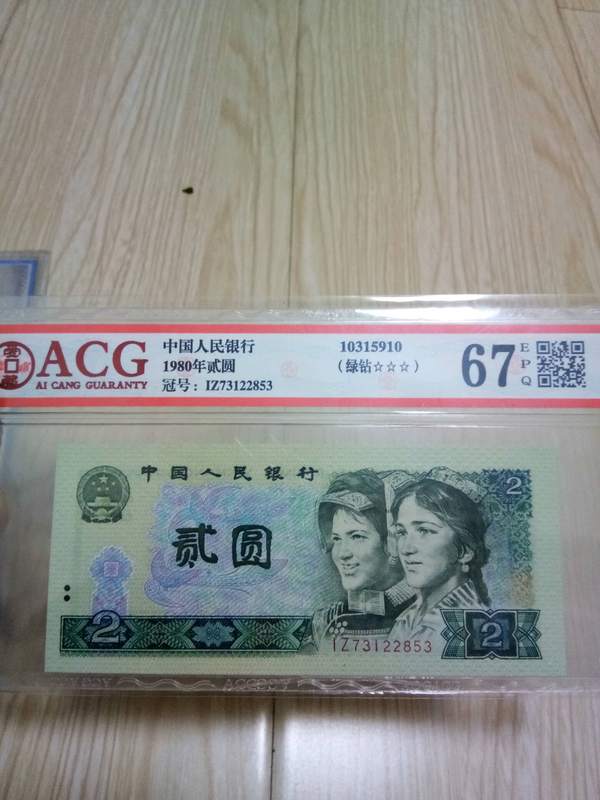 ACG
AI CANG GUARANTY
中国人民银行
1980年贰圆
冠号: IZ73122853
10315910
(绿钻☆☆☆)
67
EPQ
中国人民银行
贰圆
2
2
2
IZ73122853